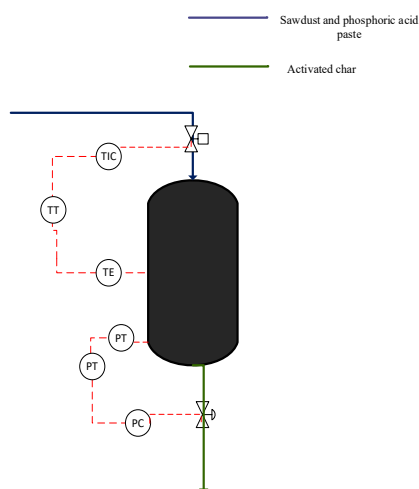 Sawdust and phosphoric acid
paste
Activated char
TIC
TT
TE
PT
PT
PC